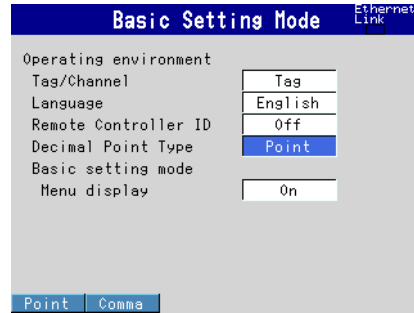 Basic Setting Mode
Ethernet
Link
Operating environment
Tag/Channel Tag
Language English
Remote Controller ID Off
Decimal Point Type Point
Basic setting mode
Menu display On
Point Comma